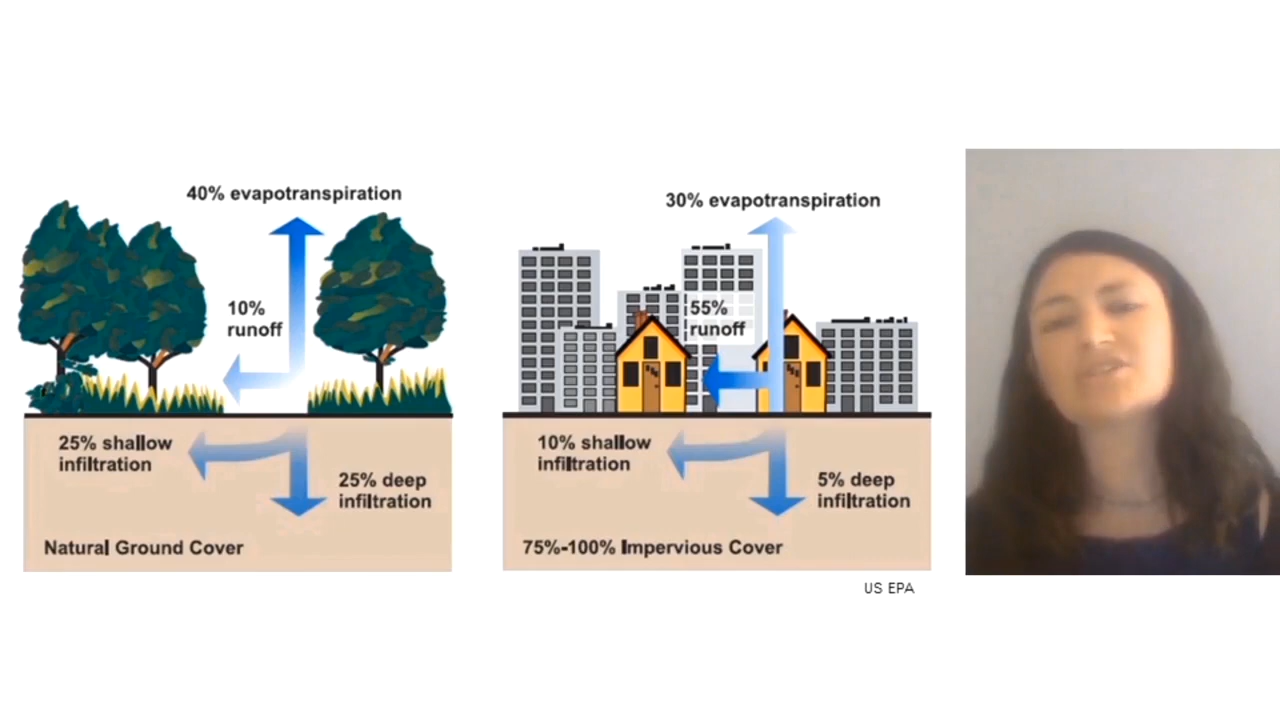 40% evapotranspiration
10%
runoff
25% shallow
infiltration
25% deep
infiltration
Natural Ground Cover
30% evapotranspiration
55%
runoff
10% shallow
infiltration
5% deep
infiltration
75%-100% Impervious Cover
US EPA